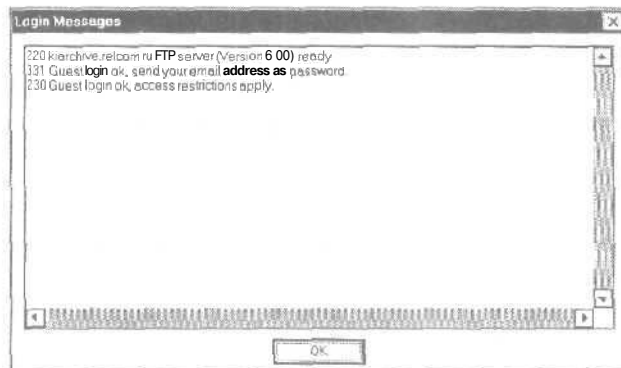 Login Messages
220 kiarchive.relcom.ru FTP server (Version 6 00) ready
331 Guest login ok, send your email address as password.
230 Guest login ok, access restrictions apply.
OK